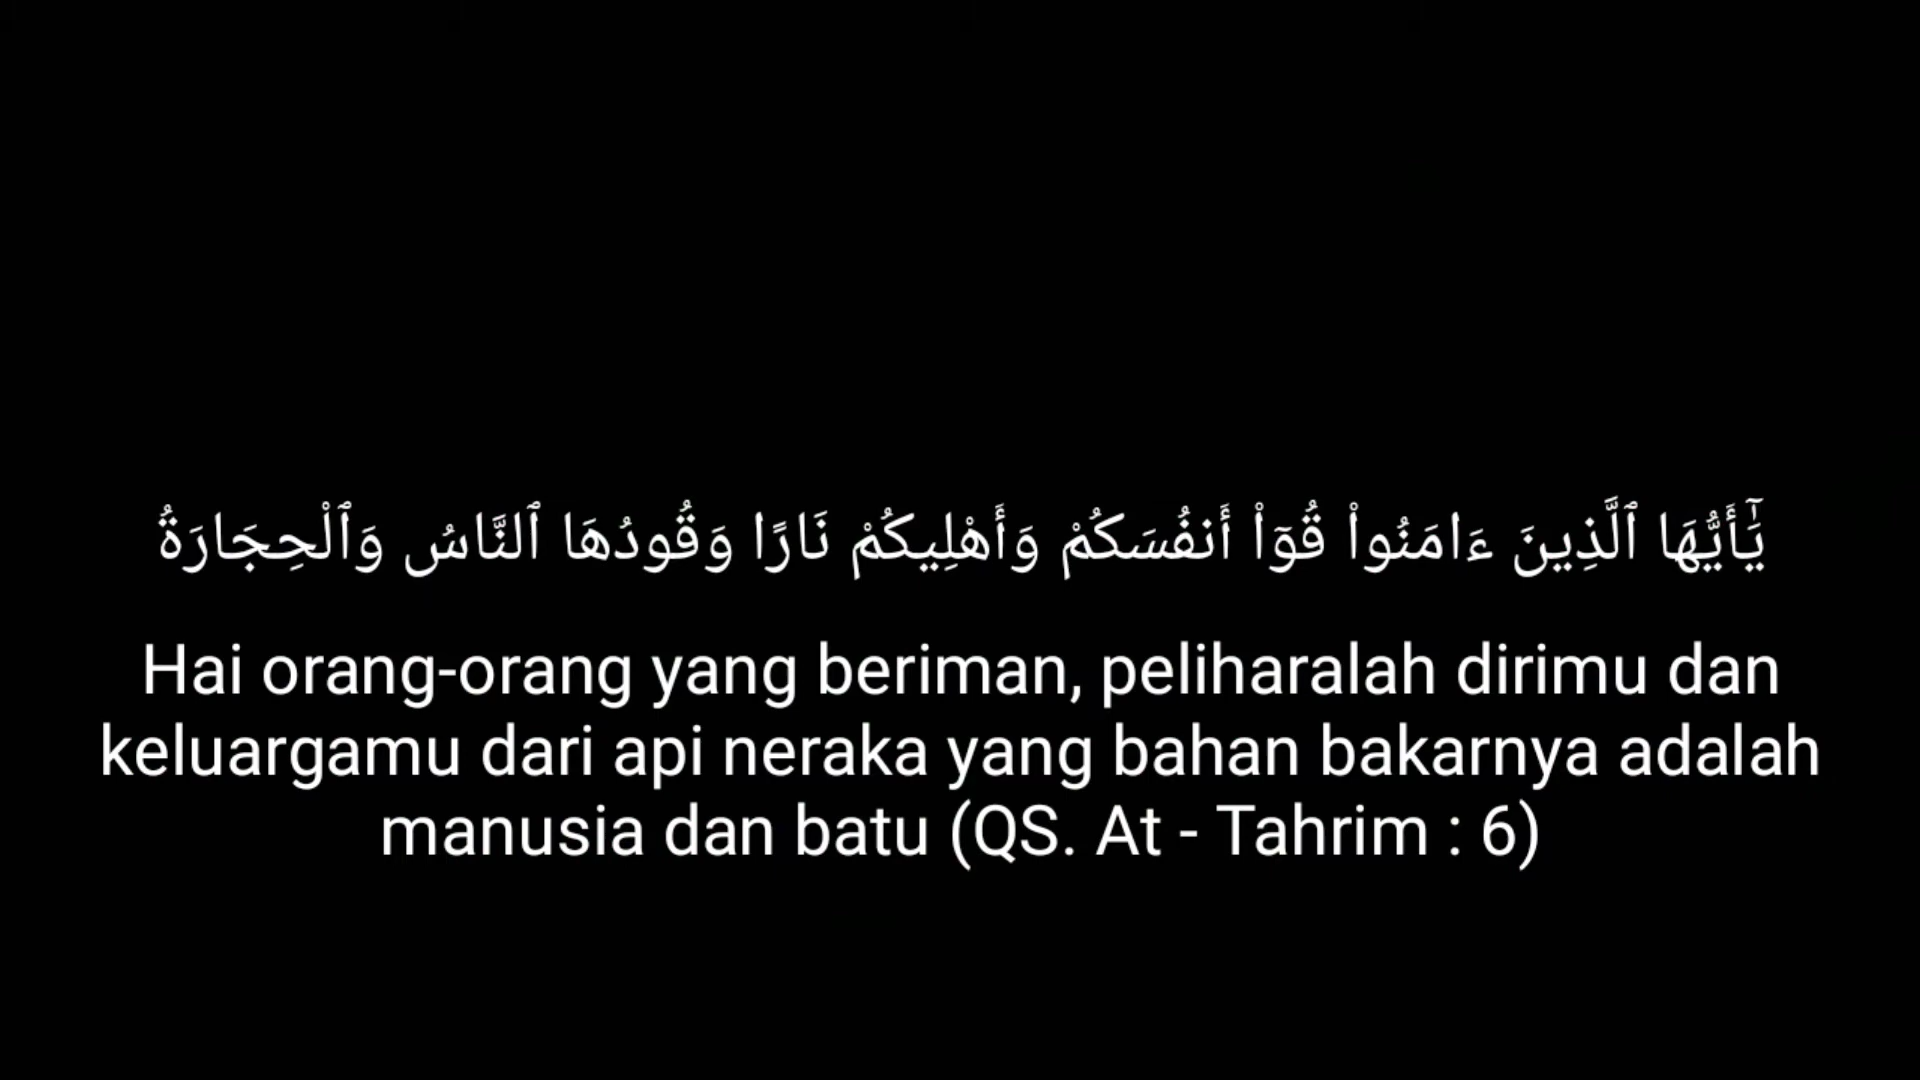 يَٰٓأَيُّهَا ٱلَّذِينَ ءَامَنُوا۟ قُوٓا۟ أَنفُسَكُمْ وَأَهْلِيكُمْ نَارًا وَقُودُهَا ٱلنَّاسُ وَٱلْحِجَارَةُ
Hai orang-orang yang beriman, peliharalah dirimu dan
keluargamu dari api neraka yang bahan bakarnya adalah
manusia dan batu (QS. At - Tahrim : 6)